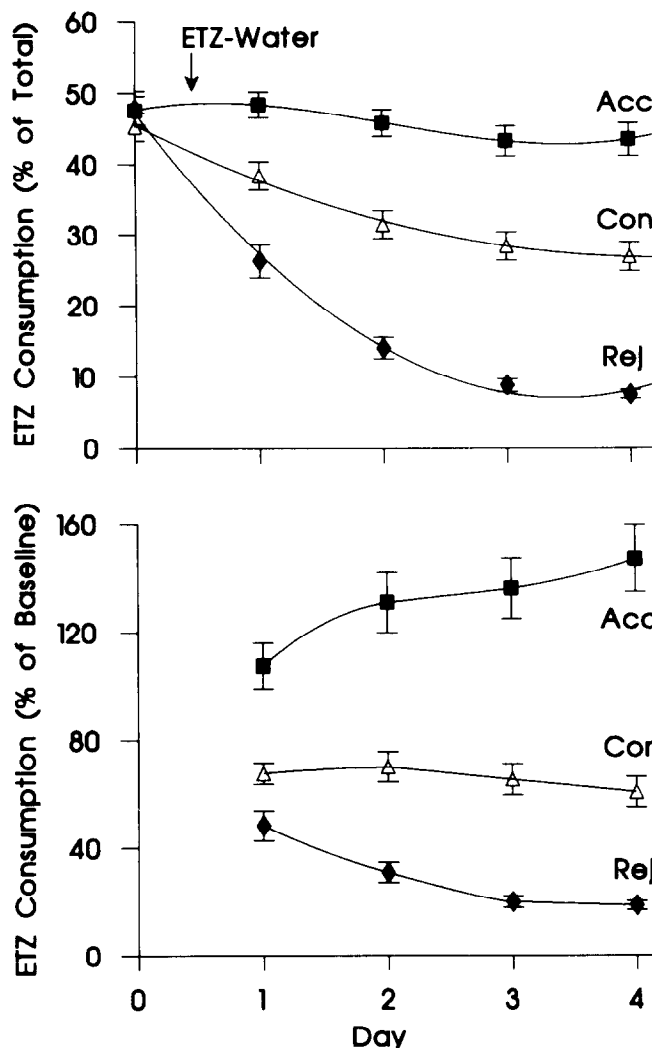 ETZ Consumption (% of Total)
60
50
40
30
20
10
0
ETZ-Water
Acc
Con
Rej
ETZ Consumption (% of Baseline)
160
120
80
40
0
Acc
Con
Rej
0 1 2 3 4
Day